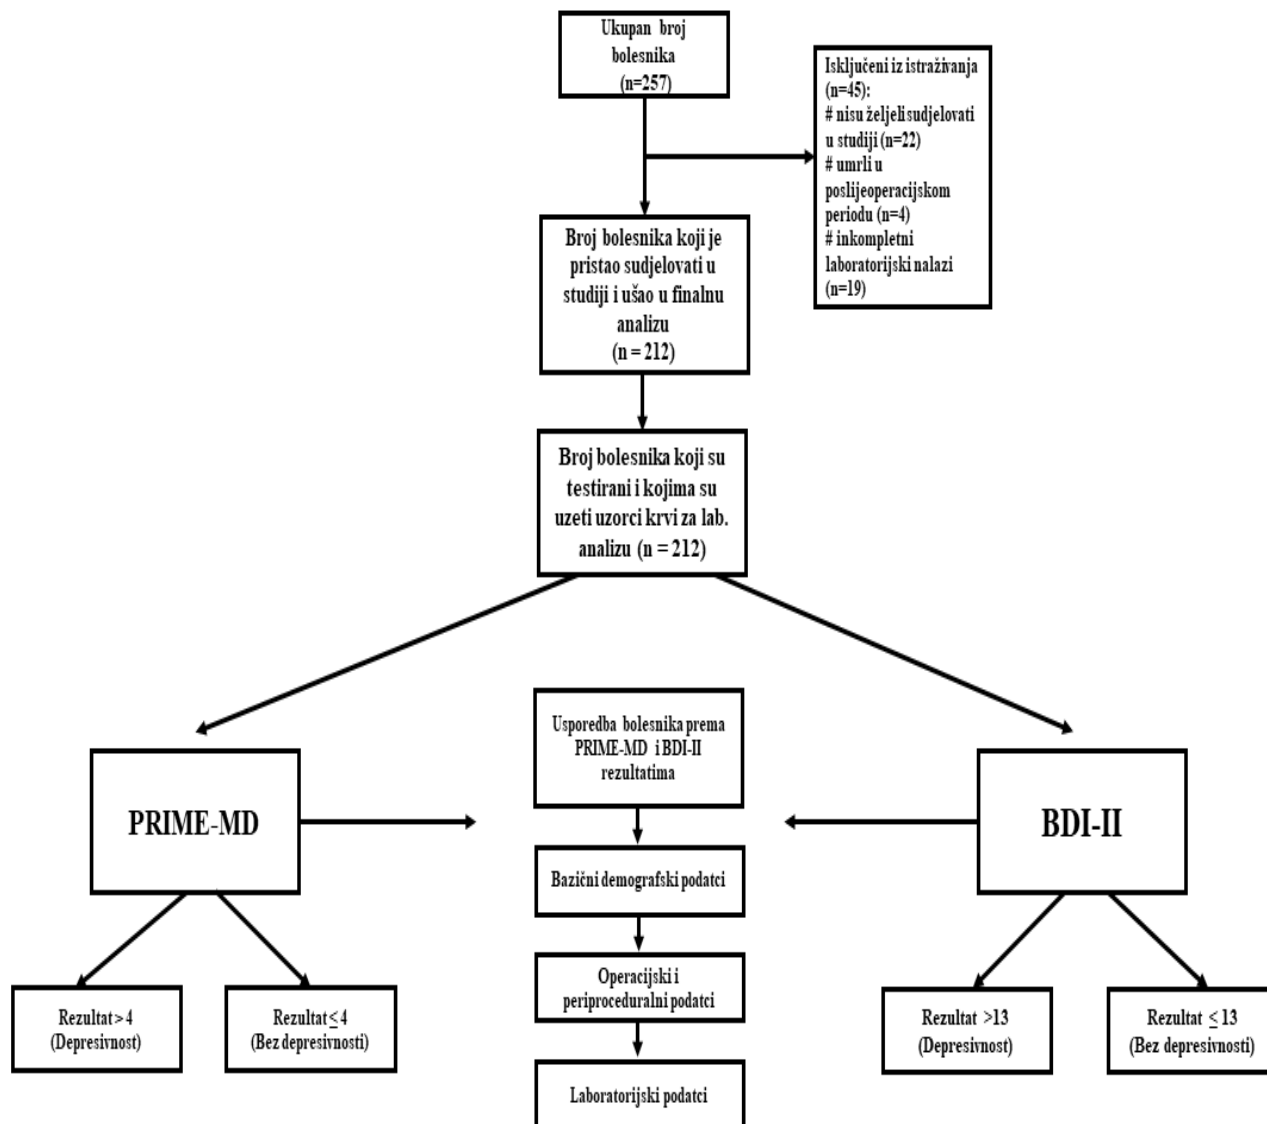 Ukupan broj
bolesnika
(n=257)
Isključeni iz istraživanja
(n=45):
# nisu željeli sudjelovati
u studiji (n=22)
# umrli u
poslijeoperacijskom
periodu (n=4)
# inkompletni
laboratorijski nalazi
(n=19)
Broj bolesnika koji je
pristao sudjelovati u
studiji i ušao u finalnu
analizu
(n = 212)
Broj bolesnika koji su
testirani i kojima su
uzeti uzorci krvi za lab.
analizu (n = 212)
Usporedba bolesnika prema
PRIME-MD i BDI-II
rezultatima
PRIME-MD
BDI-II
Bazični demografski podatci
Operacijski i
periproceduralni podatci
Laboratorijski podatci
Rezultat > 4
(Depresivnost)
Rezultat ≤ 4
(Bez depresivnosti)
Rezultat >13
(Depresivnost)
Rezultat ≤ 13
(Bez depresivnosti)